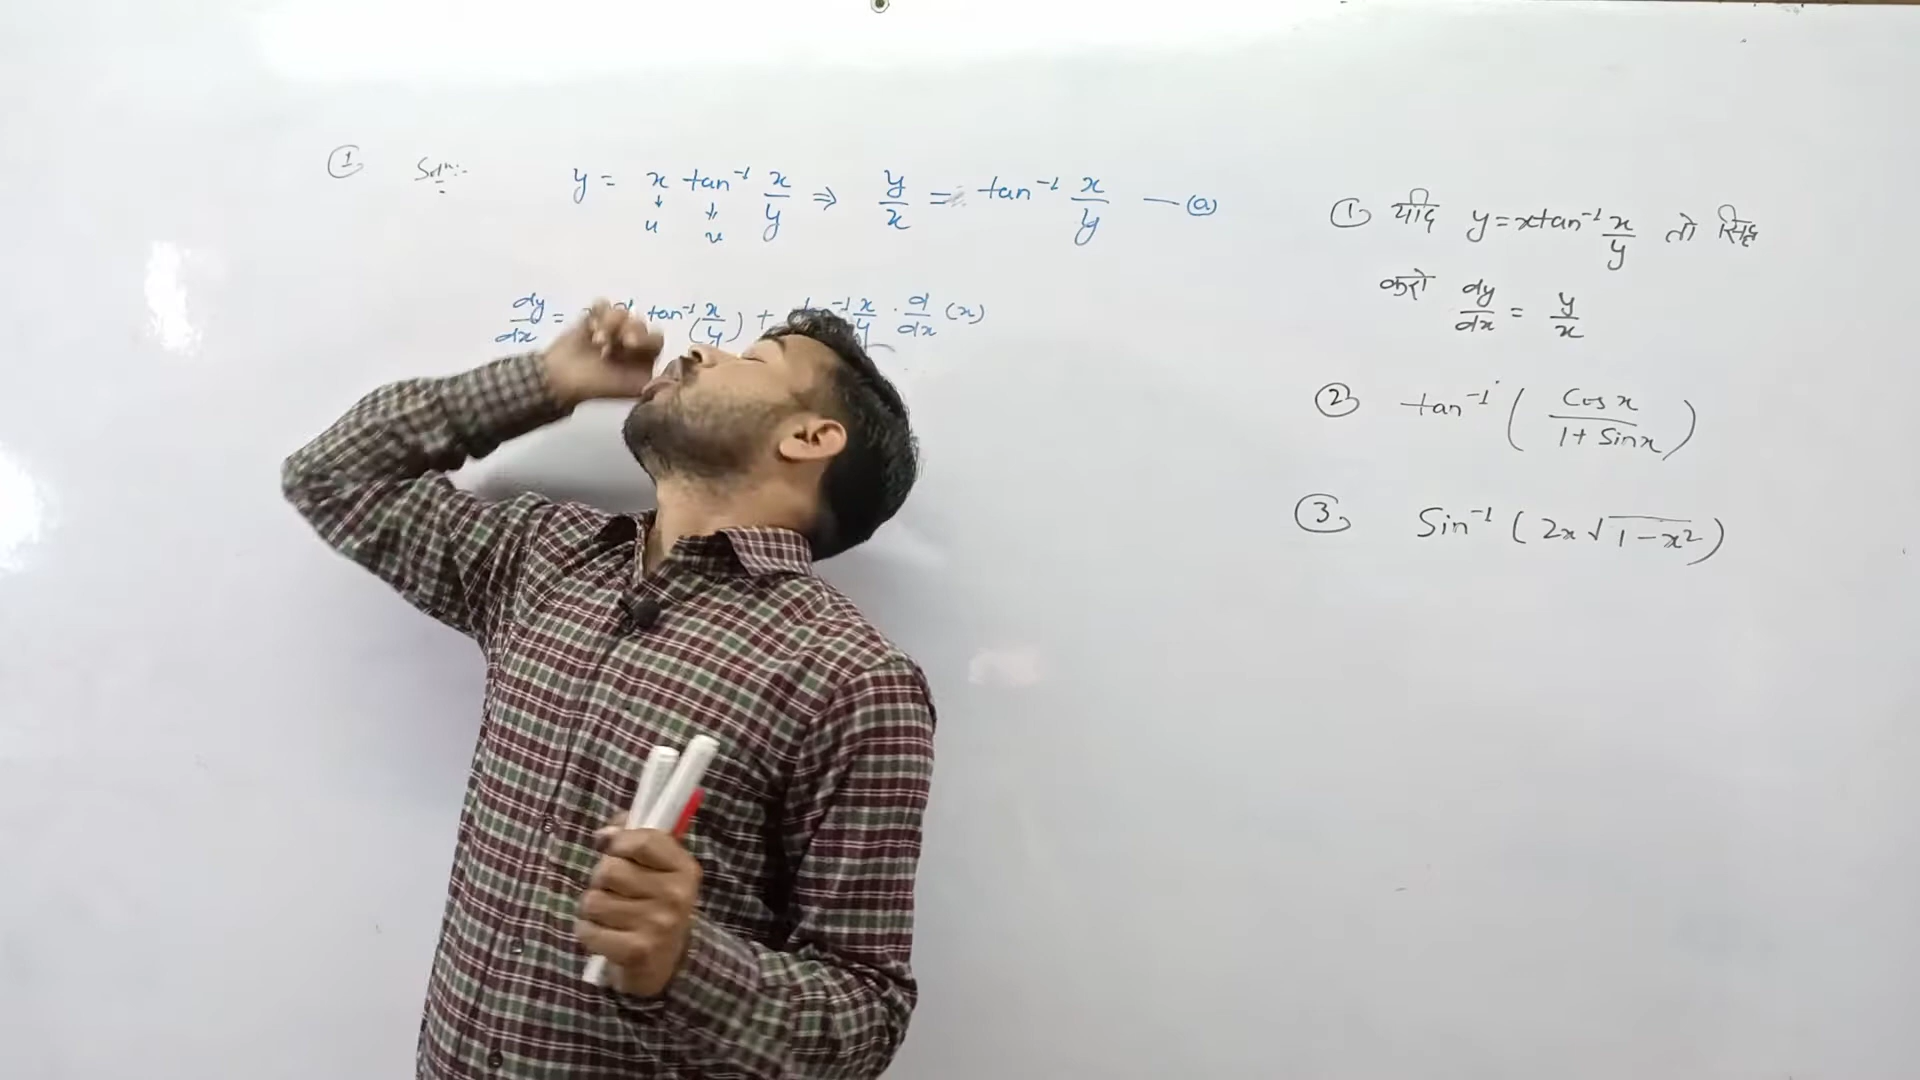 ① Soln:-
y = x tan⁻¹ x/y ⇒ y/x = tan⁻¹ x/y — (a)
↓ ↓
u v
dy/dx = tan⁻¹(x/y) + x/y · d/dx (x)
① यदि y = x tan⁻¹ x/y तो सिद्ध
करो dy/dx = y/x
② tan⁻¹ ( Cos x / 1 + Sin x )
③ Sin⁻¹ ( 2x √1 - x² )